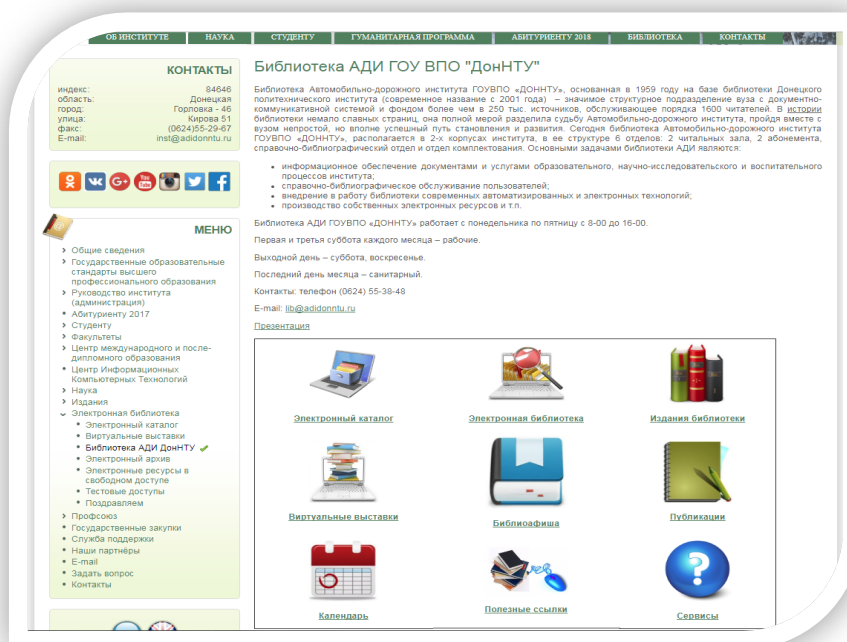 ОБ ИНСТИТУТЕ НАУКА СТУДЕНТУ ГУМАНИТАРНАЯ ПРОГРАММА АБИТУРИЕНТУ 2018 БИБЛИОТЕКА КОНТАКТЫ
КОНТАКТЫ
индекс: 84646
область: Донецкая
город: Горловка - 46
улица: Кирова 51
факс: (0624)55-29-67
E-mail: inst@adidonntu.ru
You
Tube
МЕНЮ
Общие сведения
Государственные образовательные
стандарты высшего
профессионального образования
Руководство института
(администрация)
Абитуриенту 2017
Студенту
Факультеты
Центр международного и после-
дипломного образования
Центр Информационных
Компьютерных Технологий
Наука
Издания
Электронная библиотека
Электронный каталог
Виртуальные выставки
Библиотека АДИ ДонНТУ
Электронный архив
Электронные ресурсы в
свободном доступе
Тестовые доступы
Поздравляем
Профсоюз
Государственные закупки
Служба поддержки
Наши партнёры
E-mail
Задать вопрос
Контакты
Библиотека АДИ ГОУ ВПО "ДонНТУ"
Библиотека Автомобильно-дорожного института ГОУВПО «ДОННТУ», основанная в 1959 году на базе библиотеки Донецкого
политехнического института (современное название с 2001 года) – значимое структурное подразделение вуза с документно-
коммуникативной системой и фондом более чем в 250 тыс. источников, обслуживающее порядка 1600 читателей. В истории
библиотеки немало славных страниц, она полной мерой разделила судьбу Автомобильно-дорожного института, пройдя вместе с
вузом непростой, но вполне успешный путь становления и развития. Сегодня библиотека Автомобильно-дорожного института
ГОУВПО «ДОННТУ», располагается в 2-х корпусах института, в ее структуре 6 отделов: 2 читальных зала, 2 абонемента,
справочно-библиографический отдел и отдел комплектования. Основными задачами библиотеки АДИ являются:
информационное обеспечение документами и услугами образовательного, научно-исследовательского и воспитательного
процессов института;
справочно-библиографическое обслуживание пользователей;
внедрение в работу библиотеки современных автоматизированных и электронных технологий;
производство собственных электронных ресурсов и т.п.
Библиотека АДИ ГОУВПО «ДОННТУ» работает с понедельника по пятницу с 8-00 до 16-00.
Первая и третья суббота каждого месяца – рабочие.
Выходной день – суббота, воскресенье.
Последний день месяца – санитарный.
Контакты: телефон (0624) 55-38-48
E-mail: lib@adidonntu.ru
Презентация
Электронный каталог Электронная библиотека Издания библиотеки
Виртуальные выставки Библиоафиша Публикации
Календарь Полезные ссылки Сервисы